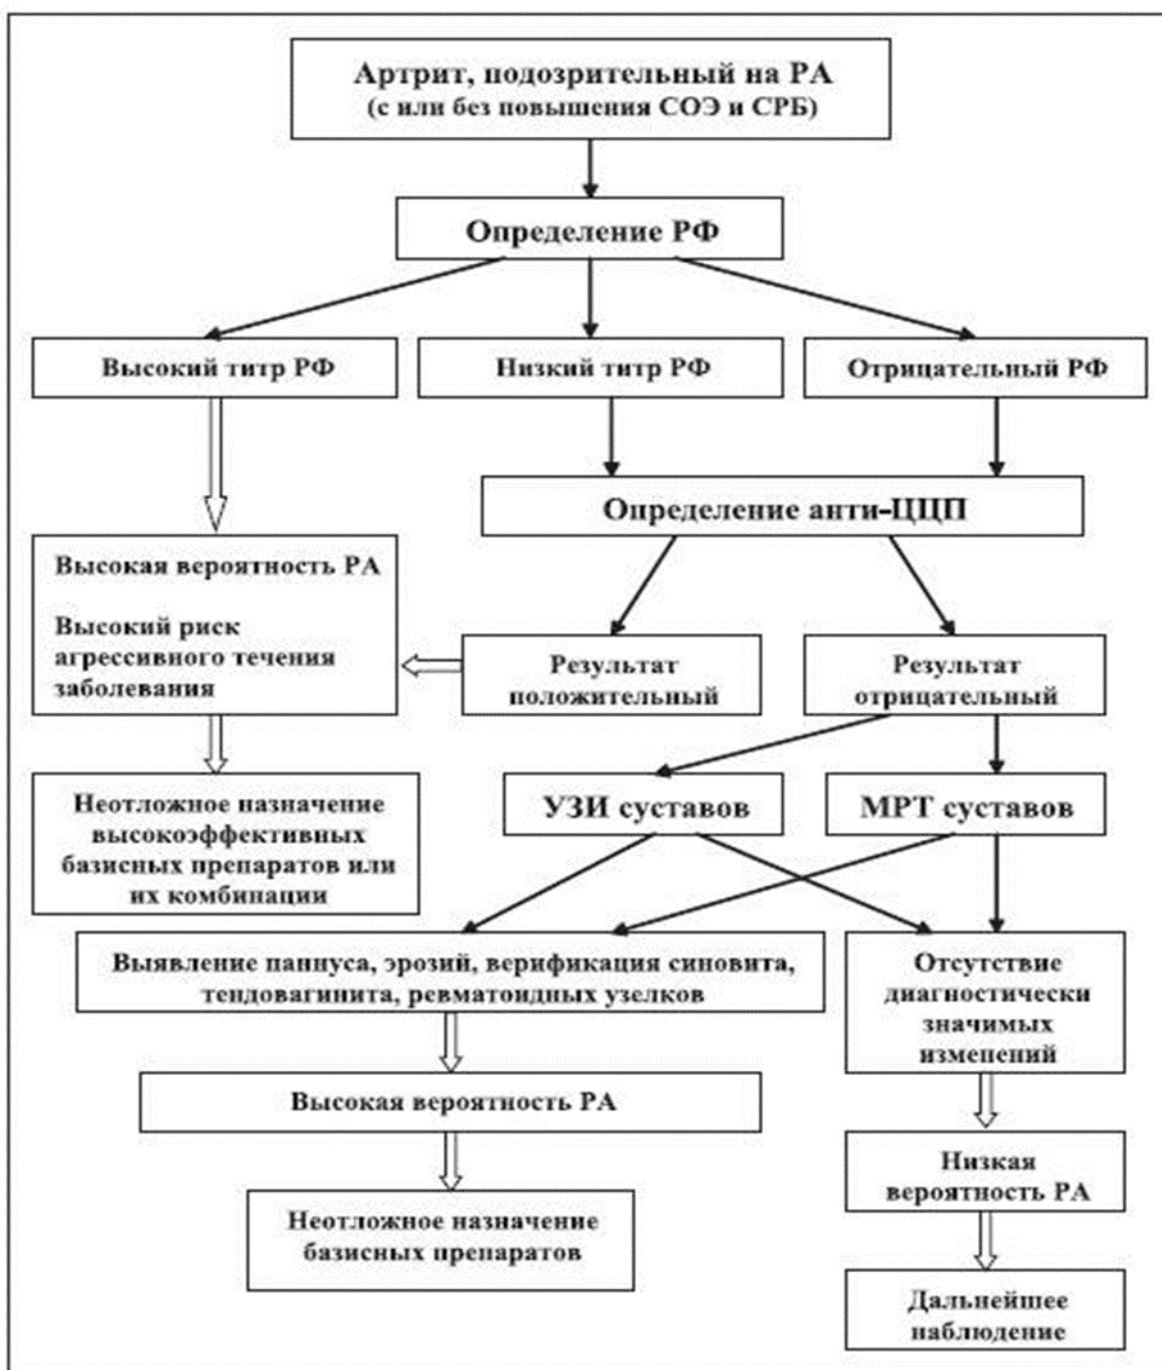 Артрит, подозрительный на РА
(с или без повышения СОЭ и СРБ)
Определение РФ
Высокий титр РФ
Низкий титр РФ
Отрицательный РФ
Определение анти-ЦЦП
Высокая вероятность РА
Высокий риск
агрессивного течения
заболевания
Результат
положительный
Результат
отрицательный
Неотложное назначение
высокоэффективных
базисных препаратов или
их комбинации
УЗИ суставов
МРТ суставов
Выявление паннуса, эрозий, верификация синовита,
тендовагинита, ревматоидных узелков
Отсутствие
диагностически
значимых
изменений
Высокая вероятность РА
Неотложное назначение
базисных препаратов
Низкая
вероятность РА
Дальнейшее
наблюдение